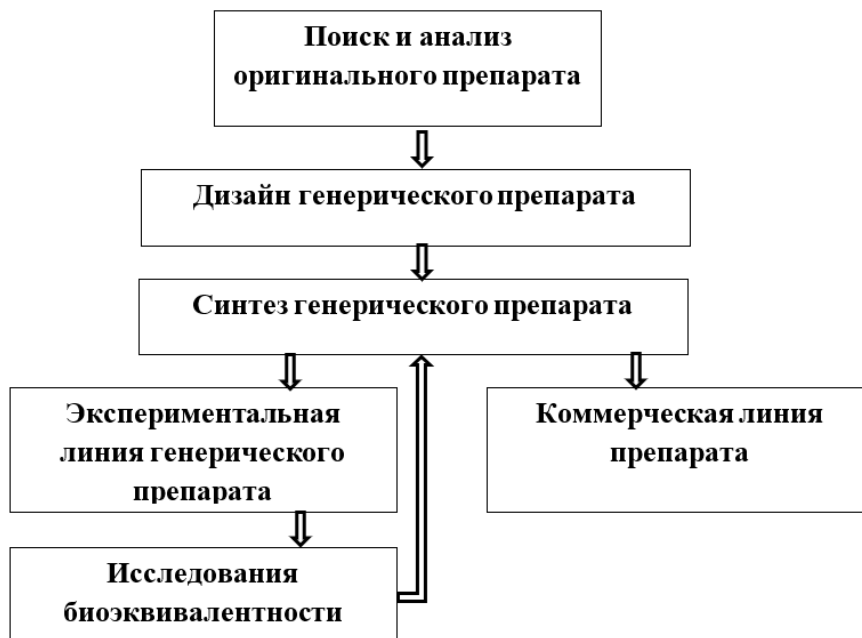 Поиск и анализ
оригинального препарата
Дизайн генерического препарата
Синтез генерического препарата
Экспериментальная
линия генерического
препарата
Коммерческая линия
препарата
Исследования
биоэквивалентности